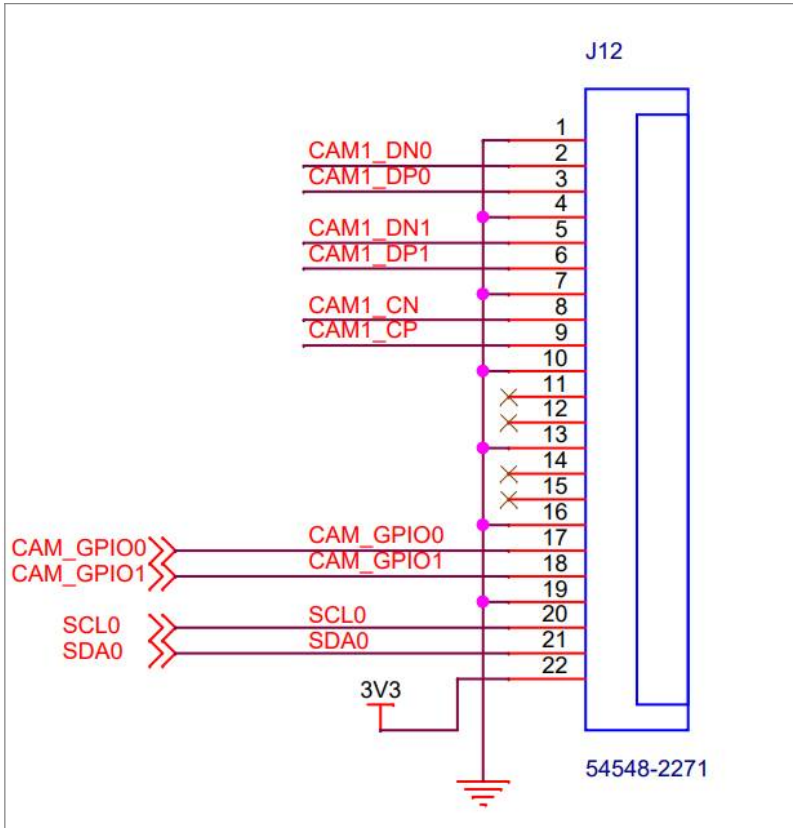 J12
1
CAM1_DN0 2
CAM1_DP0 3
4
CAM1_DN1 5
CAM1_DP1 6
7
CAM1_CN 8
CAM1_CP 9
10
11
12
13
14
15
16
CAM_GPIO0 CAM_GPIO0 17
CAM_GPIO1 CAM_GPIO1 18
19
SCL0 SCL0 20
SDA0 SDA0 21
22
3V3
54548-2271